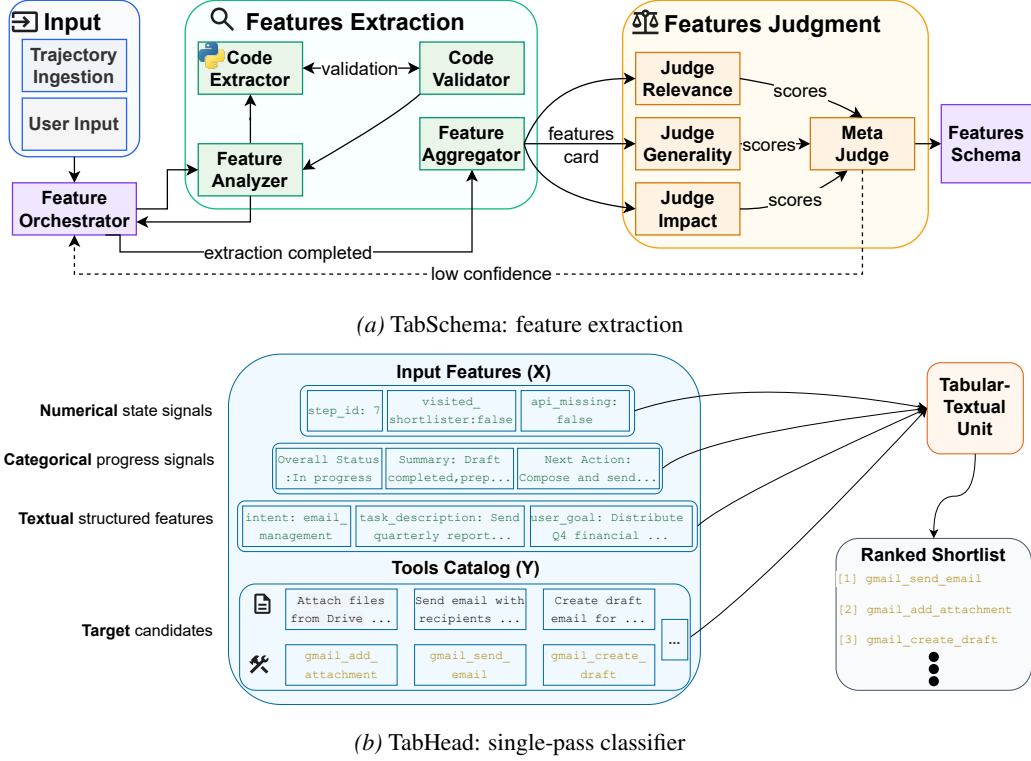 Input
Trajectory
Ingestion
User Input
Feature
Orchestrator
Features Extraction
Code
Extractor
validation
Code
Validator
Feature
Analyzer
Feature
Aggregator
extraction completed
features
card
Features Judgment
Judge
Relevance
Judge
Generality
Judge
Impact
scores
scores
scores
Meta
Judge
Features
Schema
low confidence
(a) TabSchema: feature extraction
Input Features (X)
Numerical state signals
step_id: 7
visited_
shortlister:false
api_missing:
false
Categorical progress signals
Overall Status
:In progress
Summary: Draft
completed,prep...
Next Action:
Compose and send...
Textual structured features
intent: email_
management
task_description: Send
quarterly report...
user_goal: Distribute
Q4 financial ...
Tools Catalog (Y)
Target candidates
Attach files
from Drive ...
Send email with
recipients ...
Create draft
email for ...
...
gmail_add_
attachment
gmail_send_
email
gmail_create_
draft
Tabular-
Textual
Unit
Ranked Shortlist
[1] gmail_send_email
[2] gmail_add_attachment
[3] gmail_create_draft
(b) TabHead: single-pass classifier